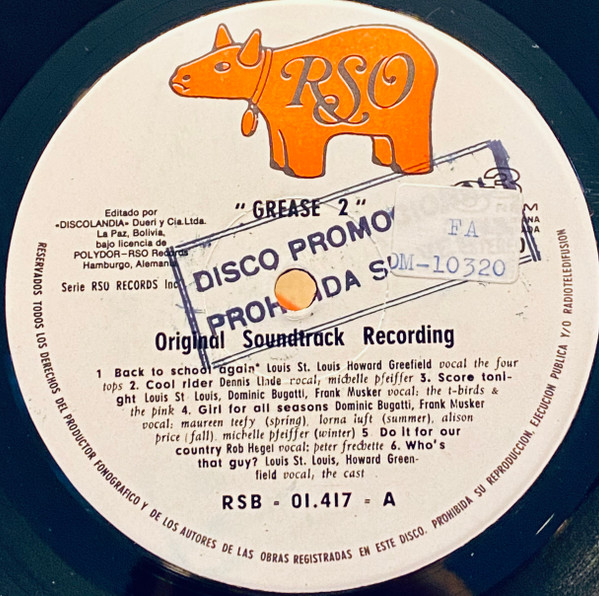 RSO
" GREASE 2 "
Editado por
«DISCOLANDIA» Dueri y Cia. Ltda.
La Paz, Bolivia,
bajo licencia de
POLYDOR-RSO Records
Hamburgo, Alemania
Serie RSO RECORDS Inc
DISCO PROMO
PROHIBIDA S
FA
DM-10320
Original Soundtrack Recording
1 Back to school again" Louis St. Louis Howard Greefield vocal the four
tops 2. Cool rider Dennis Linde vocal, michelle pfeiffer 3. Score toni-
ght Louis St Louis, Dominic Bugatti, Frank Musker vocal: the t-birds &
the pink 4. Girl for all seasons Dominic Bugatti, Frank Musker
vocal: maureen teefy (spring), lorna luft (summer), alison
price (fall), michelle pfeiffer (winter) 5. Do it for our
country Rob Hegel vocal: peter frechette 6. Who's
that guy? Louis St. Louis, Howard Green-
field vocal, the cast
RSB - 01.417 - A
RESERVADOS TODOS LOS DERECHOS DEL PRODUCTOR FONOGRAFICO Y DE LOS AUTORES DE LAS OBRAS REGISTRADAS EN ESTE DISCO. PROHIBIDA SU REPRODUCCION, EJECUCION PUBLICA Y/O RADIOTELEDIFUSION